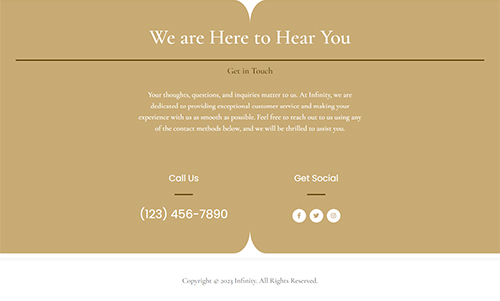 We are Here to Hear You
Get in Touch
Your thoughts, questions, and inquiries matter to us. At Infinity, we are
dedicated to providing exceptional customer service and making your
experience with us as smooth as possible. Feel free to reach out to us using any
of the contact methods below, and we will be thrilled to assist you.
Call Us
Get Social
(123) 456-7890
Copyright © 2023 Infinity. All Rights Reserved.